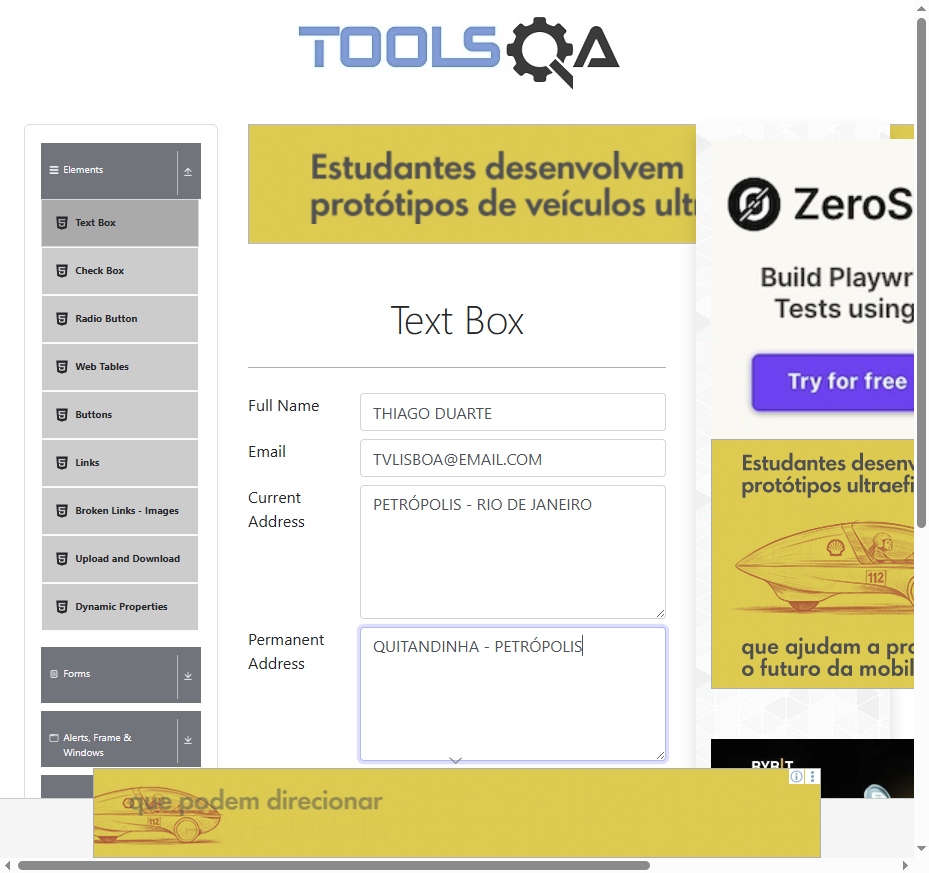 TOOLSQA
Elements
Text Box
Check Box
Radio Button
Web Tables
Buttons
Links
Broken Links - Images
Upload and Download
Dynamic Properties
Forms
Alerts, Frame &
Windows
Estudantes desenvolvem
protótipos de veículos ult
Text Box
Full Name
THIAGO DUARTE
Email
TVLISBOA@EMAIL.COM
Current
Address
PETRÓPOLIS - RIO DE JANEIRO
Permanent
Address
QUITANDINHA - PETRÓPOLIS
ZeroS
Build Playwr
Tests using
Try for free
Estudantes desenv
protótipos ultraefi
112
que ajudam a pro
o futuro da mobil
BYBIT
que podem direcionar
112